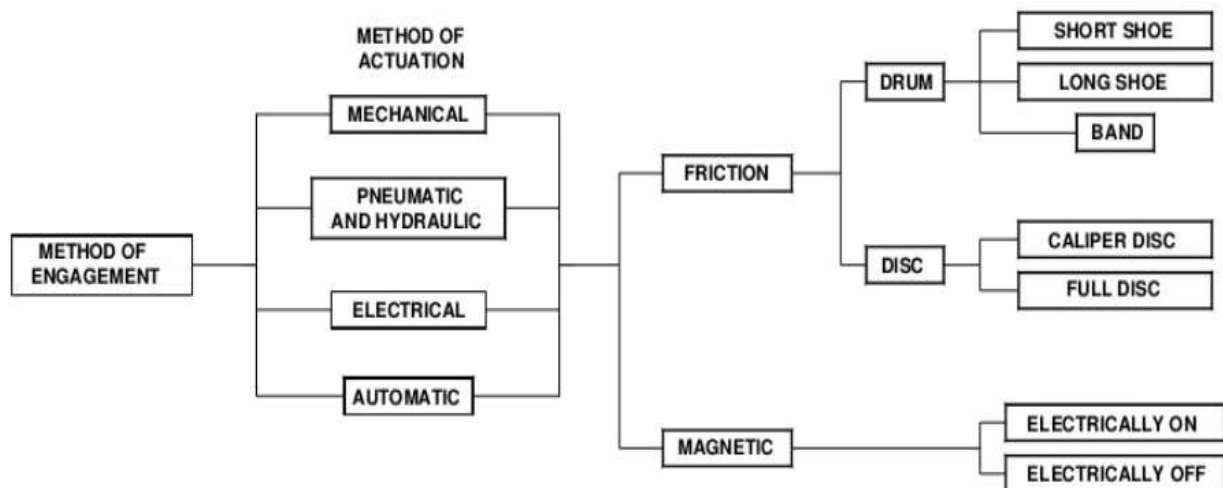 METHOD OF
ENGAGEMENT
METHOD OF
ACTUATION
MECHANICAL
PNEUMATIC
AND HYDRAULIC
ELECTRICAL
AUTOMATIC
FRICTION
MAGNETIC
DRUM
DISC
SHORT SHOE
LONG SHOE
BAND
CALIPER DISC
FULL DISC
ELECTRICALLY ON
ELECTRICALLY OFF